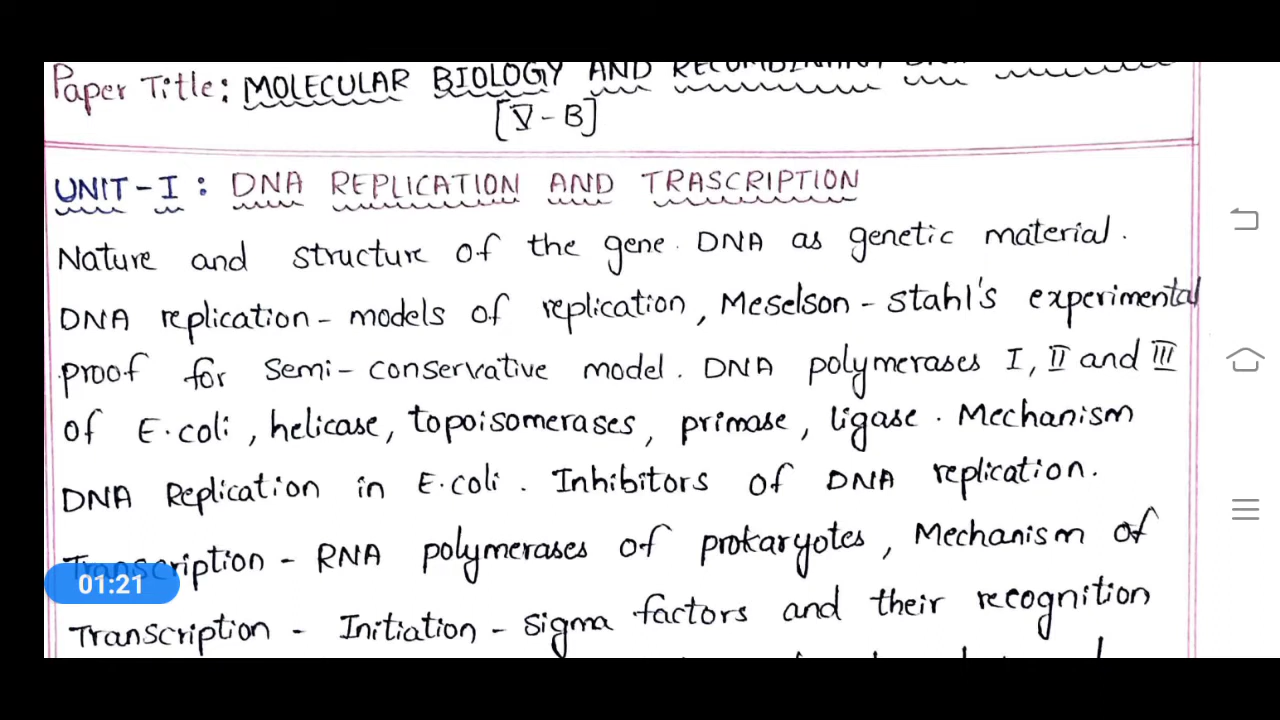 Paper Title: MOLECULAR BIOLOGY AND RECOMBINANT DNA
[V-B]
UNIT-I: DNA REPLICATION AND TRASCRIPTION
Nature and structure of the gene. DNA as genetic material.
DNA replication - models of replication, Meselson - Stahl's experimental
proof for Semi-conservative model. DNA polymerases I, II and III
of E.coli, helicase, topoisomerases, primase, ligase. Mechanism
DNA Replication in E.coli. Inhibitors of DNA replication.
Transcription - RNA polymerases of prokaryotes, Mechanism of
01:21
Transcription - Initiation - Sigma factors and their recognition